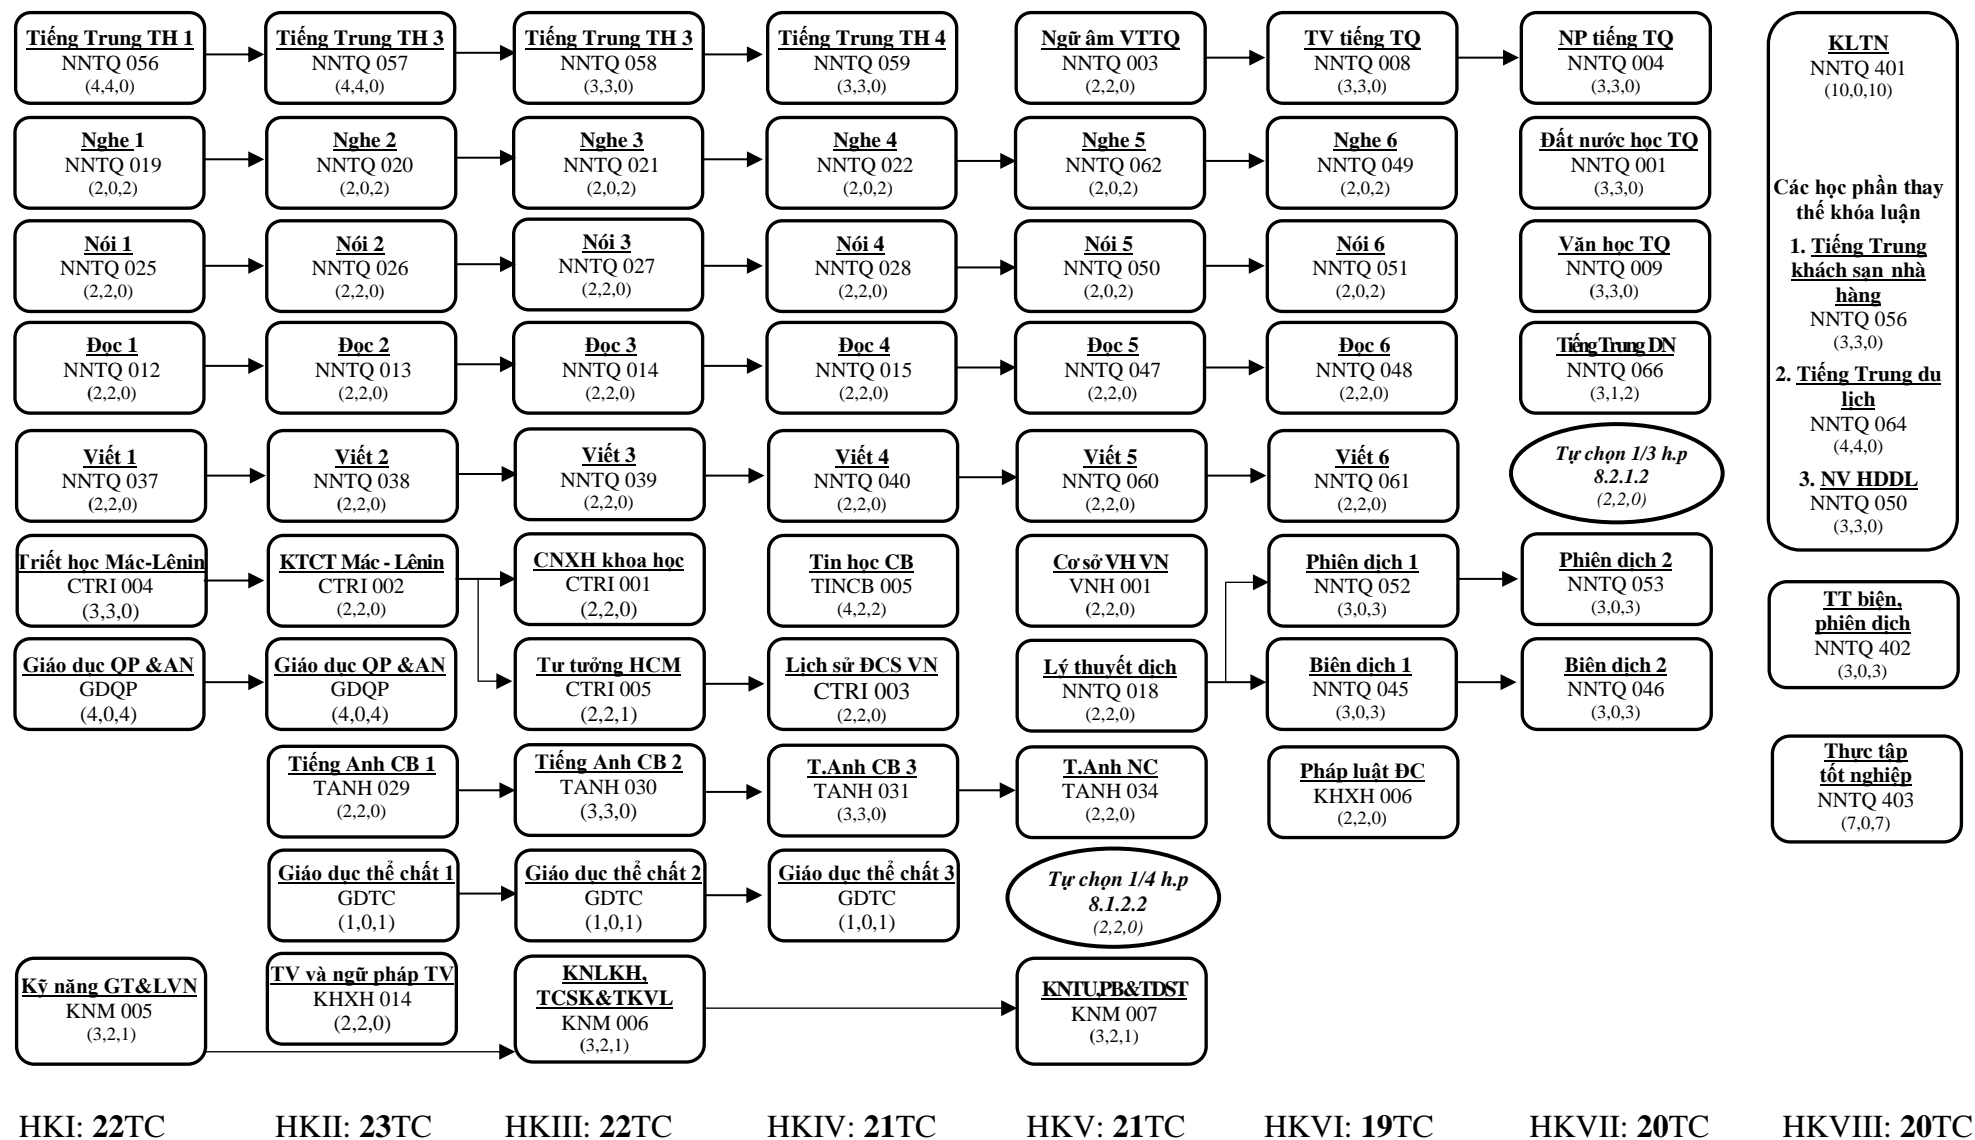 Tiếng Trung TH 1
NNTQ 056
(4,4,0)
Tiếng Trung TH 3
NNTQ 057
(4,4,0)
Tiếng Trung TH 3
NNTQ 058
(3,3,0)
Tiếng Trung TH 4
NNTQ 059
(3,3,0)
Ngữ âm VTTQ
NNTQ 003
(2,2,0)
TV tiếng TQ
NNTQ 008
(3,3,0)
NP tiếng TQ
NNTQ 004
(3,3,0)
KLTN
NNTQ 401
(10,0,10)
Các học phần thay
thế khóa luận
1. Tiếng Trung
khách sạn nhà
hàng
NNTQ 056
(3,3,0)
2. Tiếng Trung du
lịch
NNTQ 064
(4,4,0)
3. NV HDDL
NNTQ 050
(3,3,0)
Nghe 1
NNTQ 019
(2,0,2)
Nghe 2
NNTQ 020
(2,0,2)
Nghe 3
NNTQ 021
(2,0,2)
Nghe 4
NNTQ 022
(2,0,2)
Nghe 5
NNTQ 062
(2,0,2)
Nghe 6
NNTQ 049
(2,0,2)
Đất nước học TQ
NNTQ 001
(3,3,0)
Nói 1
NNTQ 025
(2,2,0)
Nói 2
NNTQ 026
(2,2,0)
Nói 3
NNTQ 027
(2,2,0)
Nói 4
NNTQ 028
(2,2,0)
Nói 5
NNTQ 050
(2,0,2)
Nói 6
NNTQ 051
(2,0,2)
Văn học TQ
NNTQ 009
(3,3,0)
Đọc 1
NNTQ 012
(2,2,0)
Đọc 2
NNTQ 013
(2,2,0)
Đọc 3
NNTQ 014
(2,2,0)
Đọc 4
NNTQ 015
(2,2,0)
Đọc 5
NNTQ 047
(2,2,0)
Đọc 6
NNTQ 048
(2,2,0)
Tiếng Trung DN
NNTQ 066
(3,1,2)
Viết 1
NNTQ 037
(2,2,0)
Viết 2
NNTQ 038
(2,2,0)
Viết 3
NNTQ 039
(2,2,0)
Viết 4
NNTQ 040
(2,2,0)
Viết 5
NNTQ 060
(2,2,0)
Viết 6
NNTQ 061
(2,2,0)
Tự chọn 1/3 h.p
8.2.1.2
(2,2,0)
Triết học Mác-Lênin
CTRI 004
(3,3,0)
KTCT Mác - Lênin
CTRI 002
(2,2,0)
CNXH khoa học
CTRI 001
(2,2,0)
Tin học CB
TINCB 005
(4,2,2)
Cơ sở VH VN
VNH 001
(2,2,0)
Phiên dịch 1
NNTQ 052
(3,0,3)
Phiên dịch 2
NNTQ 053
(3,0,3)
TT biện,
phiên dịch
NNTQ 402
(3,0,3)
Giáo dục QP &AN
GDQP
(4,0,4)
Giáo dục QP &AN
GDQP
(4,0,4)
Tư tưởng HCM
CTRI 005
(2,2,1)
Lịch sử ĐCS VN
CTRI 003
(2,2,0)
Lý thuyết dịch
NNTQ 018
(2,2,0)
Biên dịch 1
NNTQ 045
(3,0,3)
Biên dịch 2
NNTQ 046
(3,0,3)
Tiếng Anh CB 1
TANH 029
(2,2,0)
Tiếng Anh CB 2
TANH 030
(3,3,0)
T.Anh CB 3
TANH 031
(3,3,0)
T.Anh NC
TANH 034
(2,2,0)
Pháp luật ĐC
KHXH 006
(2,2,0)
Thực tập
tốt nghiệp
NNTQ 403
(7,0,7)
Giáo dục thể chất 1
GDTC
(1,0,1)
Giáo dục thể chất 2
GDTC
(1,0,1)
Giáo dục thể chất 3
GDTC
(1,0,1)
Tự chọn 1/4 h.p
8.1.2.2
(2,2,0)
Kỹ năng GT&LVN
KNM 005
(3,2,1)
TV và ngữ pháp TV
KHXH 014
(2,2,0)
KNLKH,
TCSK&TKVL
KNM 006
(3,2,1)
KNTU,PB&TDST
KNM 007
(3,2,1)
HKI: 22TC
HKII: 23TC
HKIII: 22TC
HKIV: 21TC
HKV: 21TC
HKVI: 19TC
HKVII: 20TC
HKVIII: 20TC